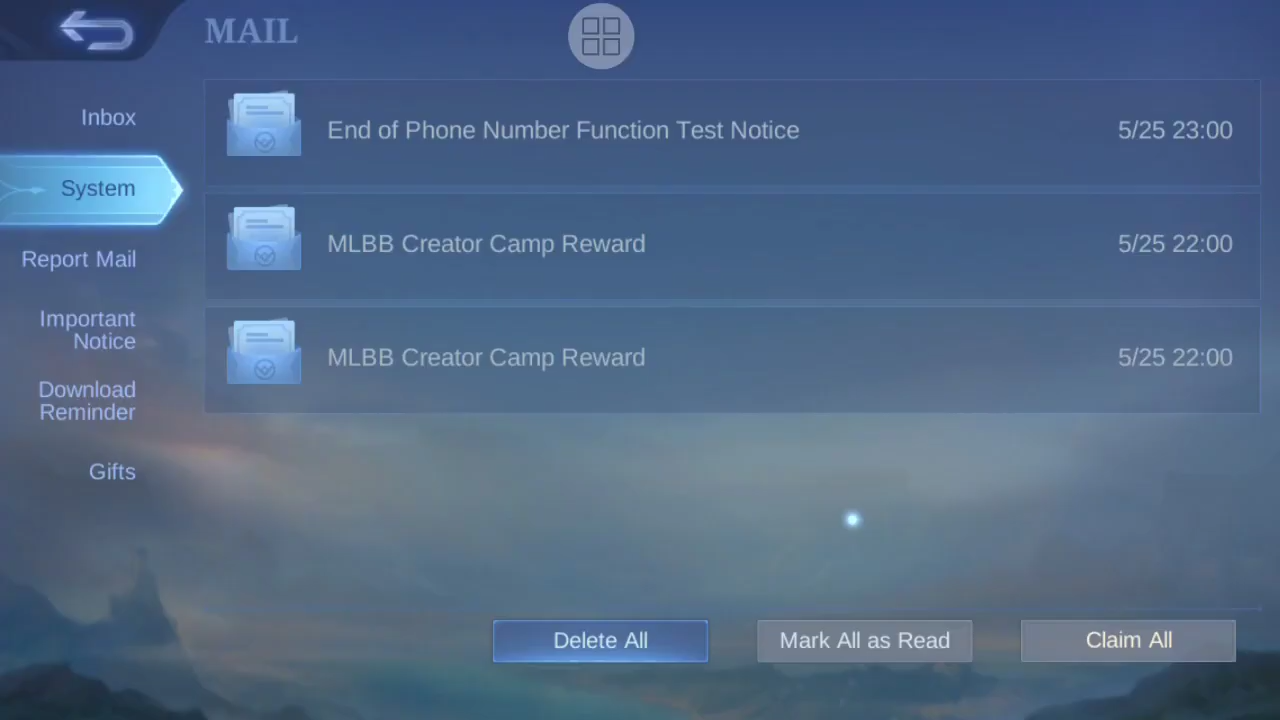 MAIL
Inbox
System
Report Mail
Important
Notice
Download
Reminder
Gifts
End of Phone Number Function Test Notice 5/25 23:00
MLBB Creator Camp Reward 5/25 22:00
MLBB Creator Camp Reward 5/25 22:00
Delete All Mark All as Read Claim All